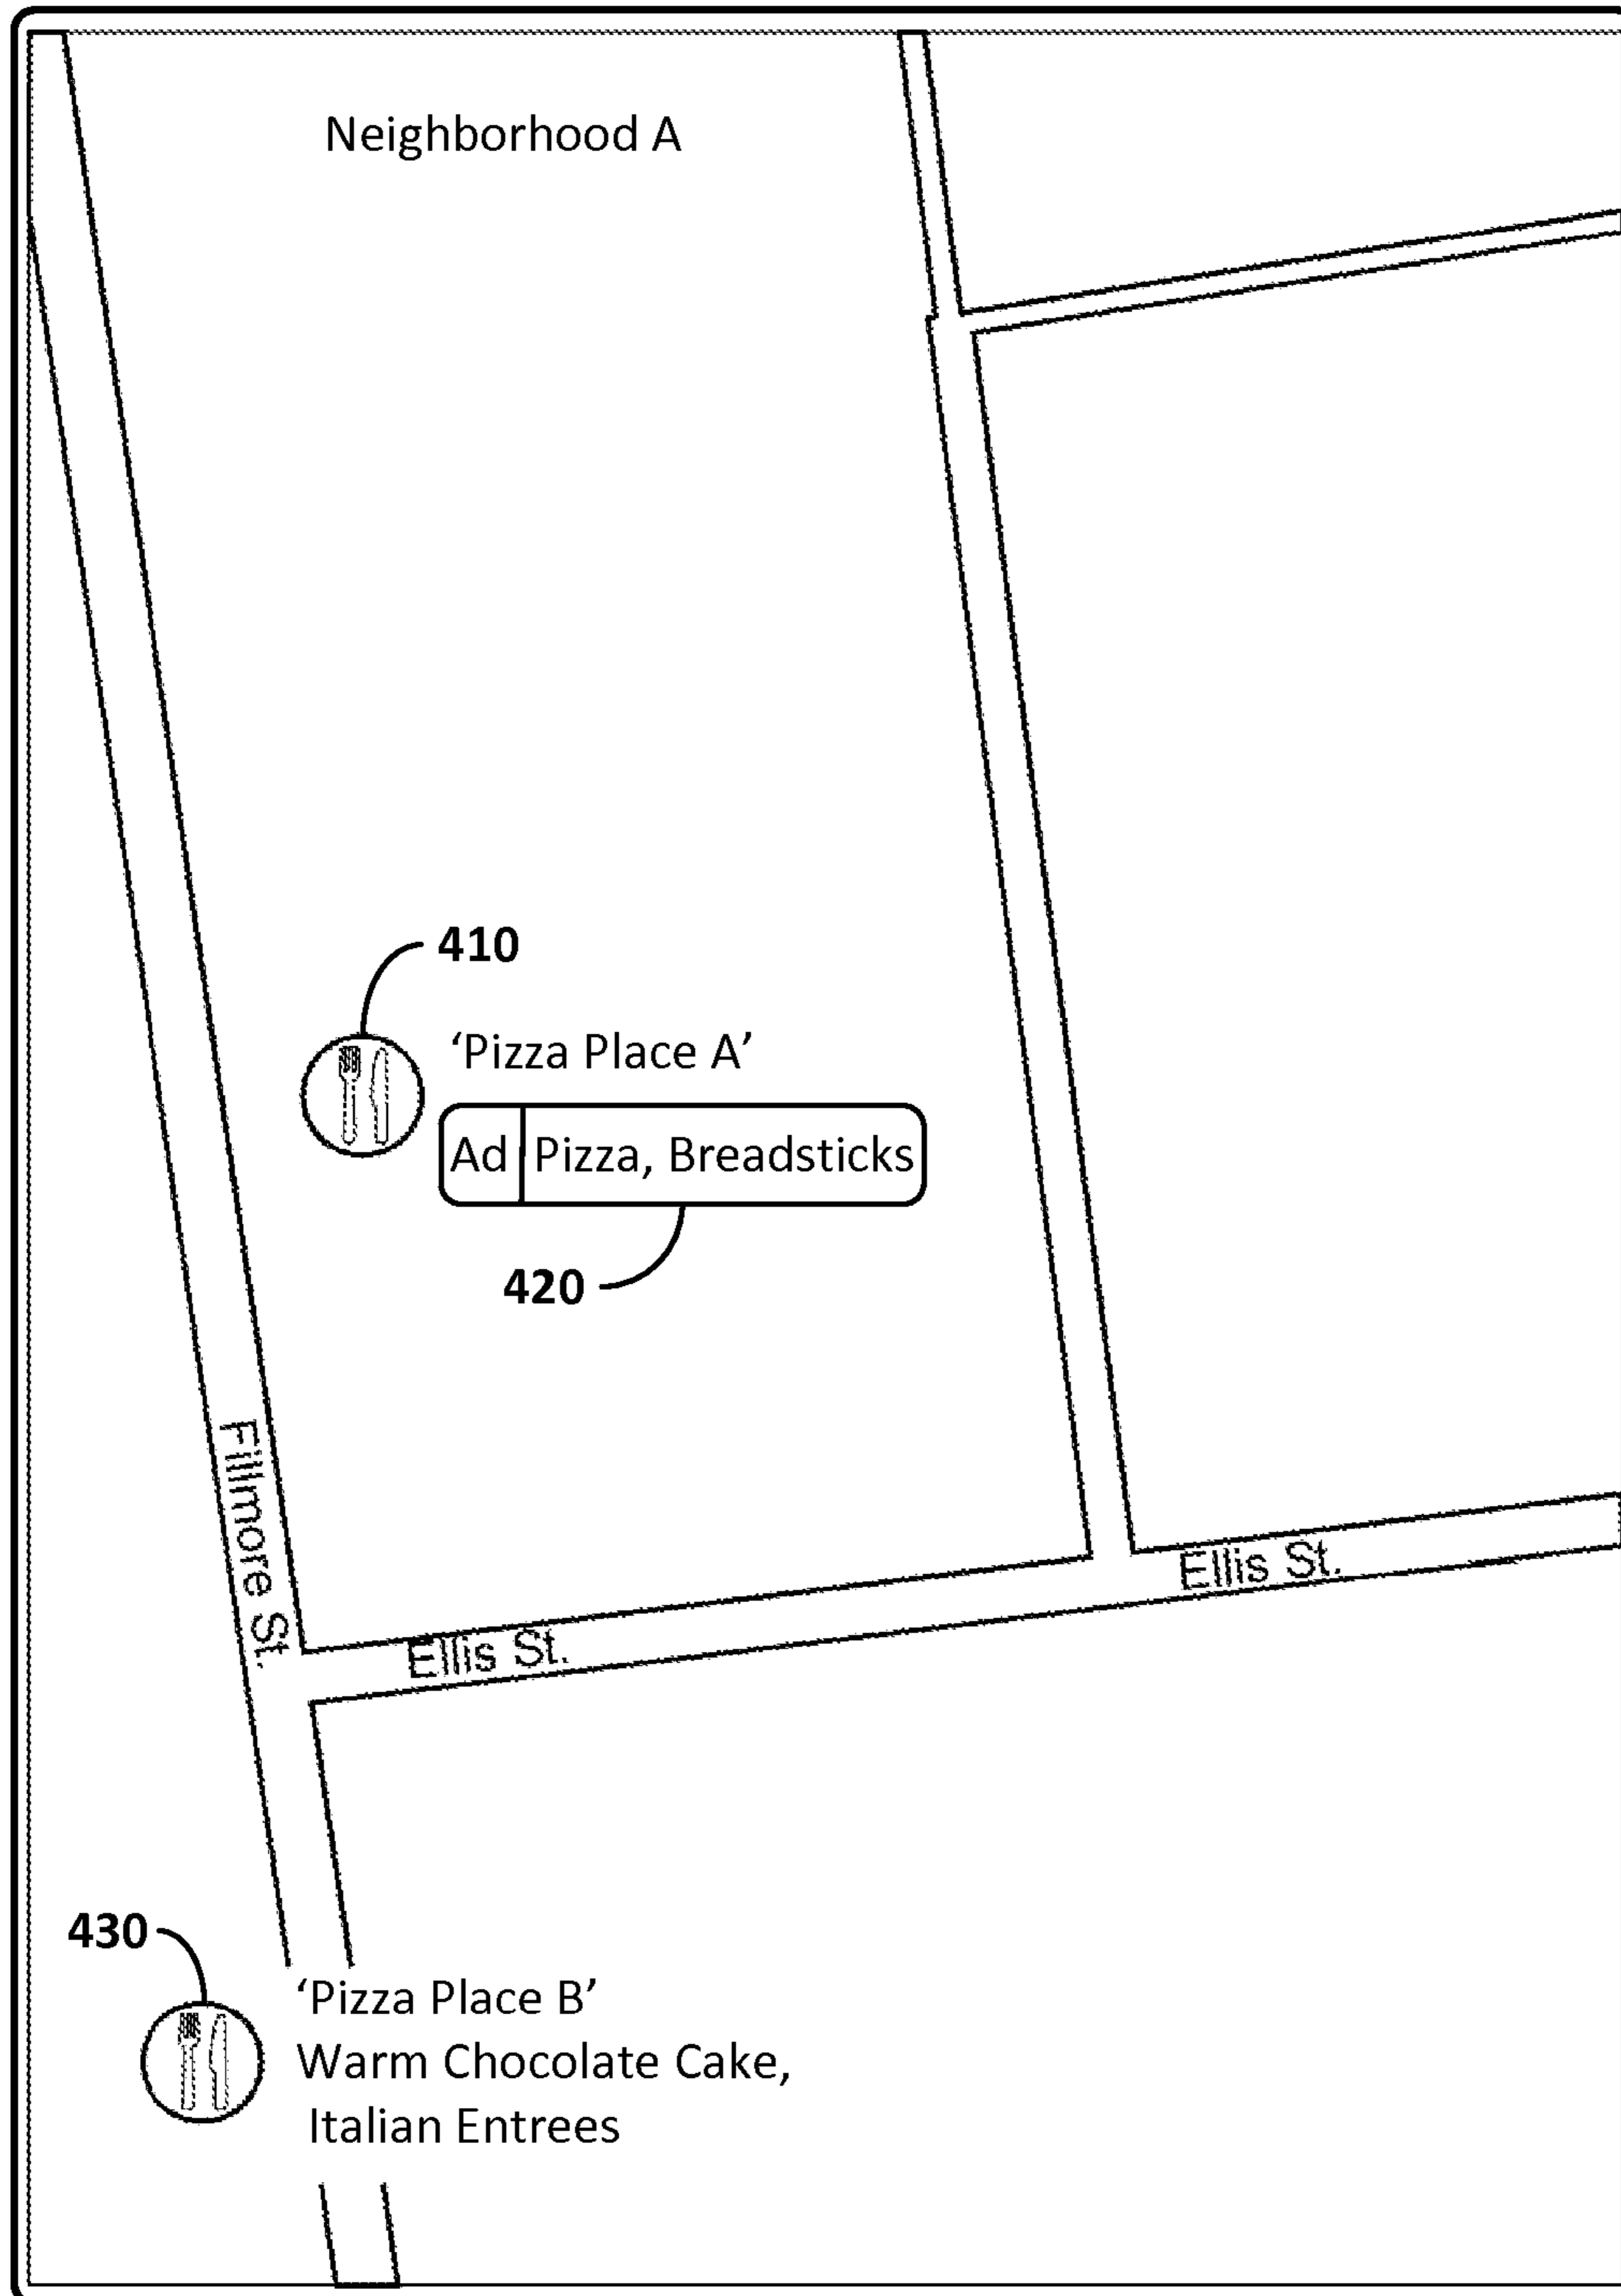 Neighborhood A
410
‘Pizza Place A’
Ad Pizza, Breadsticks
420
Fillmore St.
Ellis St.
Ellis St.
430
‘Pizza Place B’
Warm Chocolate Cake,
Italian Entrees